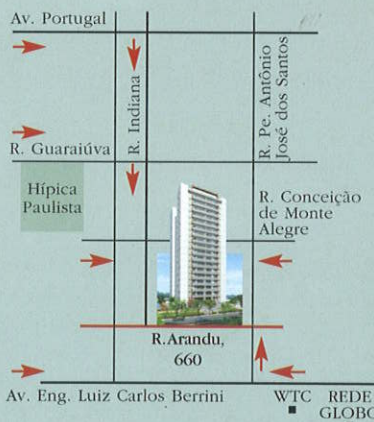 Av. Portugal
R. Indiana
R. Pe. Antônio
José dos Santos
R. Guaraiúva
Hípica
Paulista
R. Conceição
de Monte
Alegre
R.Arandu,
660
Av. Eng. Luiz Carlos Berrini
WTC REDE
GLOBO